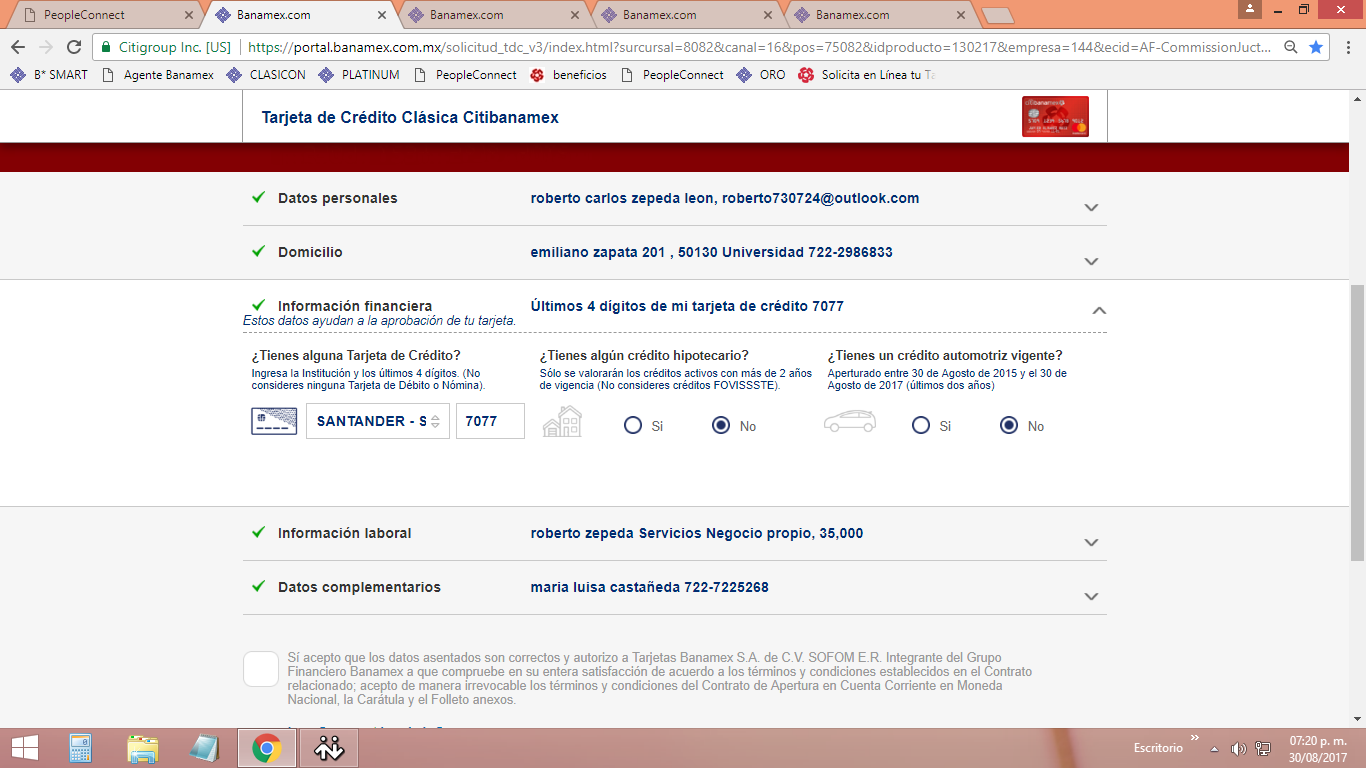 PeopleConnect
Banamex.com
Banamex.com
Banamex.com
Banamex.com
Citigroup Inc. [US]
https://portal.banamex.com.mx/solicitud_tdc_v3/index.html?surcursal=8082&canal=16&pos=75082&idproducto=130217&empresa=144&ecid=AF-CommissionJuct...
B* SMART
Agente Banamex
CLASICON
PLATINUM
PeopleConnect
beneficios
PeopleConnect
ORO
Solicita en Línea tu Ta
Tarjeta de Crédito Clásica Citibanamex
Datos personales
roberto carlos zepeda leon, roberto730724@outlook.com
Domicilio
emiliano zapata 201 , 50130 Universidad 722-2986833
Información financiera
Últimos 4 dígitos de mi tarjeta de crédito 7077
Estos datos ayudan a la aprobación de tu tarjeta.
¿Tienes alguna Tarjeta de Crédito?
Ingresa la Institución y los últimos 4 dígitos. (No
consideres ninguna Tarjeta de Débito o Nómina).
SANTANDER - S
7077
¿Tienes algún crédito hipotecario?
Sólo se valorarán los créditos activos con más de 2 años
de vigencia (No consideres créditos FOVISSSTE).
Si
No
¿Tienes un crédito automotriz vigente?
Aperturado entre 30 de Agosto de 2015 y el 30 de
Agosto de 2017 (últimos dos años)
Si
No
Información laboral
roberto zepeda Servicios Negocio propio, 35,000
Datos complementarios
maria luisa castañeda 722-7225268
Sí acepto que los datos asentados son correctos y autorizo a Tarjetas Banamex S.A. de C.V. SOFOM E.R. Integrante del Grupo
Financiero Banamex a que compruebe en su entera satisfacción de acuerdo a los términos y condiciones establecidos en el Contrato
relacionado; acepto de manera irrevocable los términos y condiciones del Contrato de Apertura en Cuenta Corriente en Moneda
Nacional, la Carátula y el Folleto anexos.
Escritorio
07:20 p. m.
30/08/2017